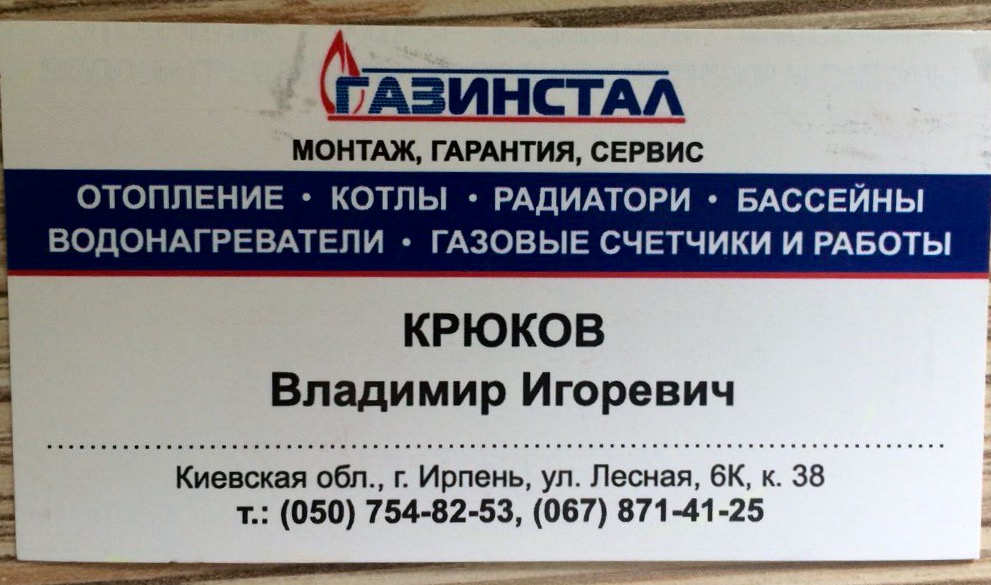 ГАЗИНСТАЛ
МОНТАЖ, ГАРАНТИЯ, СЕРВИС
ОТОПЛЕНИЕ • КОТЛЫ • РАДИАТОРИ • БАССЕЙНЫ
ВОДОНАГРЕВАТЕЛИ • ГАЗОВЫЕ СЧЕТЧИКИ И РАБОТЫ
КРЮКОВ
Владимир Игоревич
Киевская обл., г. Ирпень, ул. Лесная, 6К, к. 38
т.: (050) 754-82-53, (067) 871-41-25